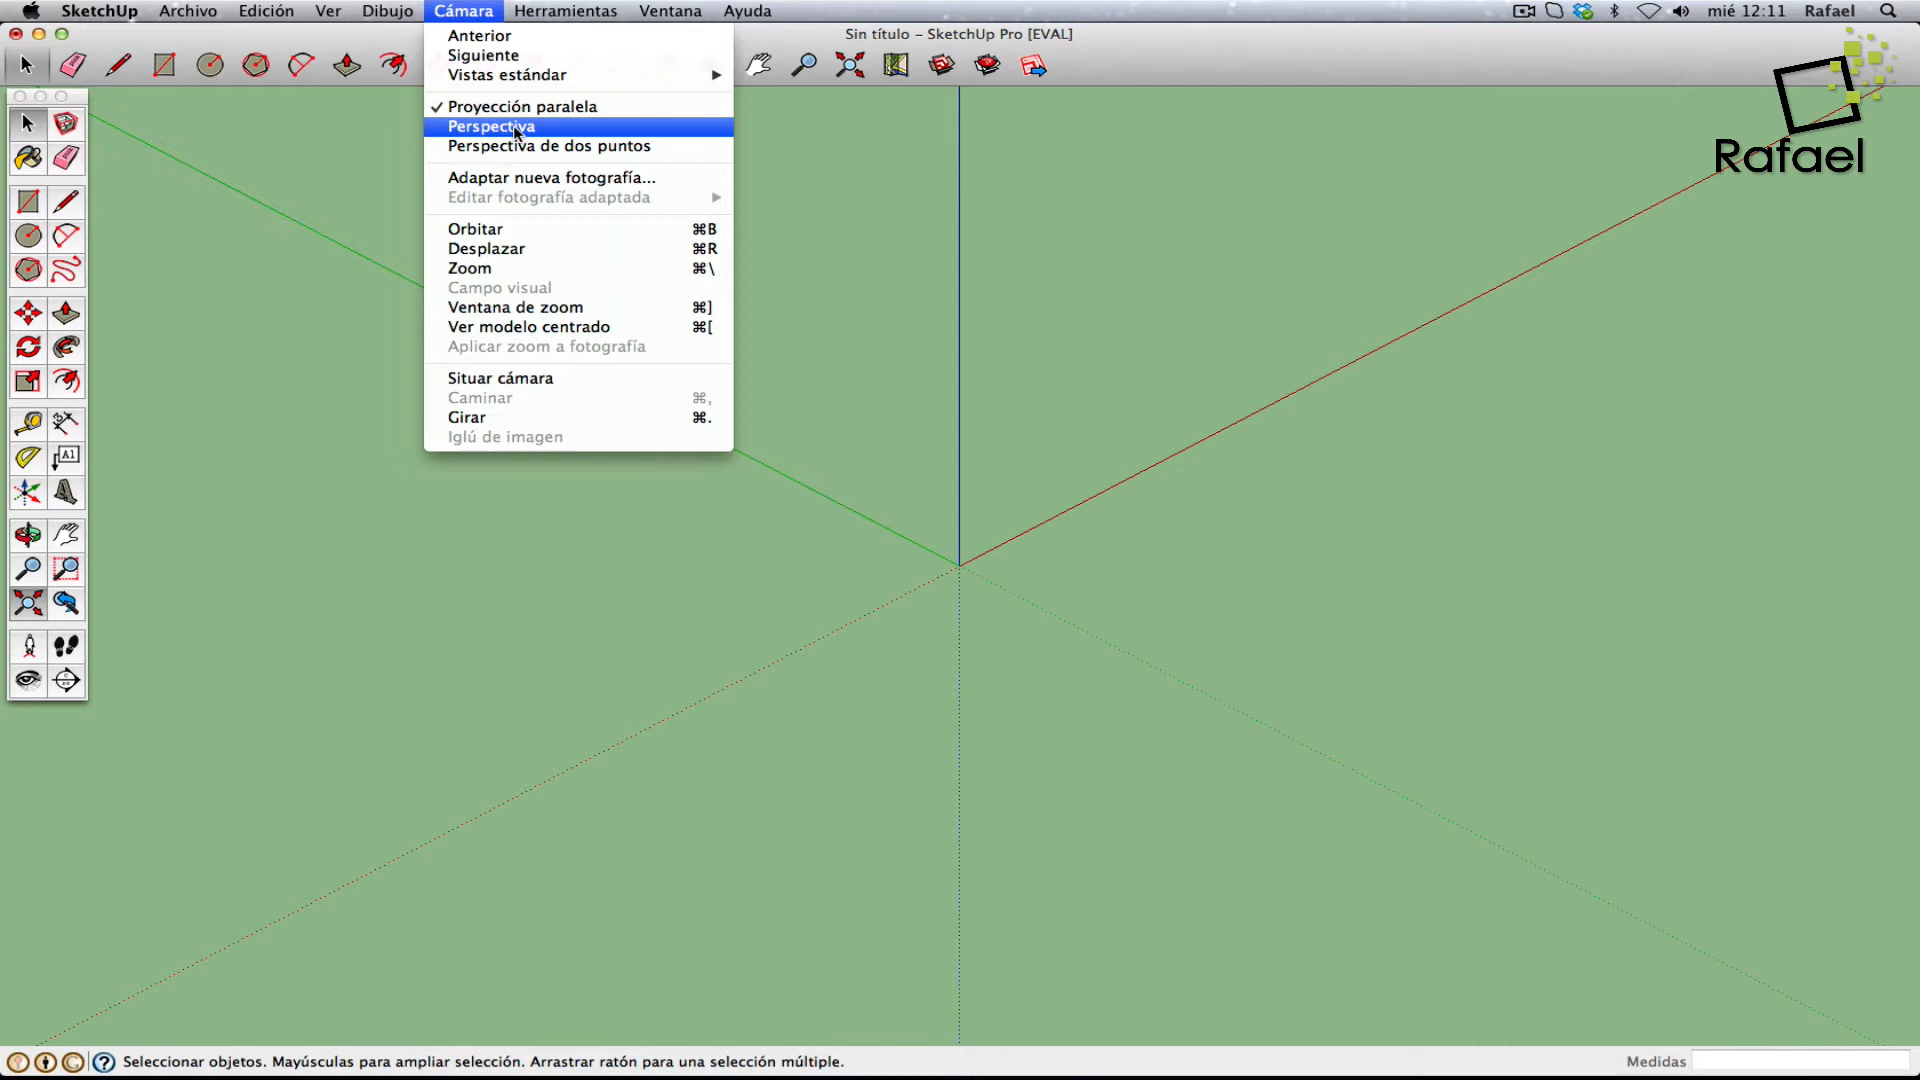 SketchUp Archivo Edición Ver Dibujo Cámara Herramientas Ventana Ayuda mié 12:11 Rafael
Sin título – SketchUp Pro [EVAL]
Anterior
Siguiente
Vistas estándar
Proyección paralela
Perspectiva
Perspectiva de dos puntos
Adaptar nueva fotografía...
Editar fotografía adaptada
Orbitar ⌘B
Desplazar ⌘R
Zoom ⌘\
Campo visual
Ventana de zoom ⌘]
Ver modelo centrado ⌘[
Aplicar zoom a fotografía
Situar cámara
Caminar ⌘,
Girar ⌘.
Iglú de imagen
Rafael
A1
Seleccionar objetos. Mayúsculas para ampliar selección. Arrastrar ratón para una selección múltiple.
Medidas